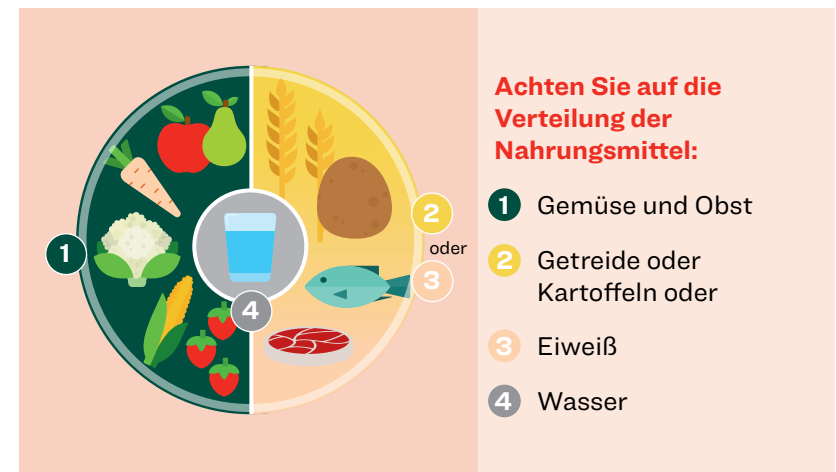 1
2
oder
3
4
Achten Sie auf die
Verteilung der
Nahrungsmittel:
1 Gemüse und Obst
2 Getreide oder
Kartoffeln oder
3 Eiweiß
4 Wasser